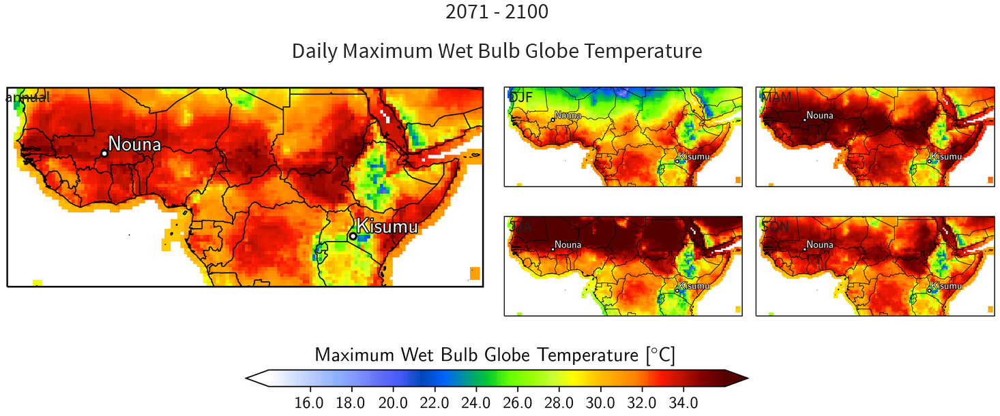 2071 - 2100
Daily Maximum Wet Bulb Globe Temperature
annual
Nouna
Kisumu
DJF
Nouna
Kisumu
MAM
Nouna
Kisumu
JJA
Nouna
Kisumu
SON
Nouna
Kisumu
Maximum Wet Bulb Globe Temperature [°C]
16.0 18.0 20.0 22.0 24.0 26.0 28.0 30.0 32.0 34.0